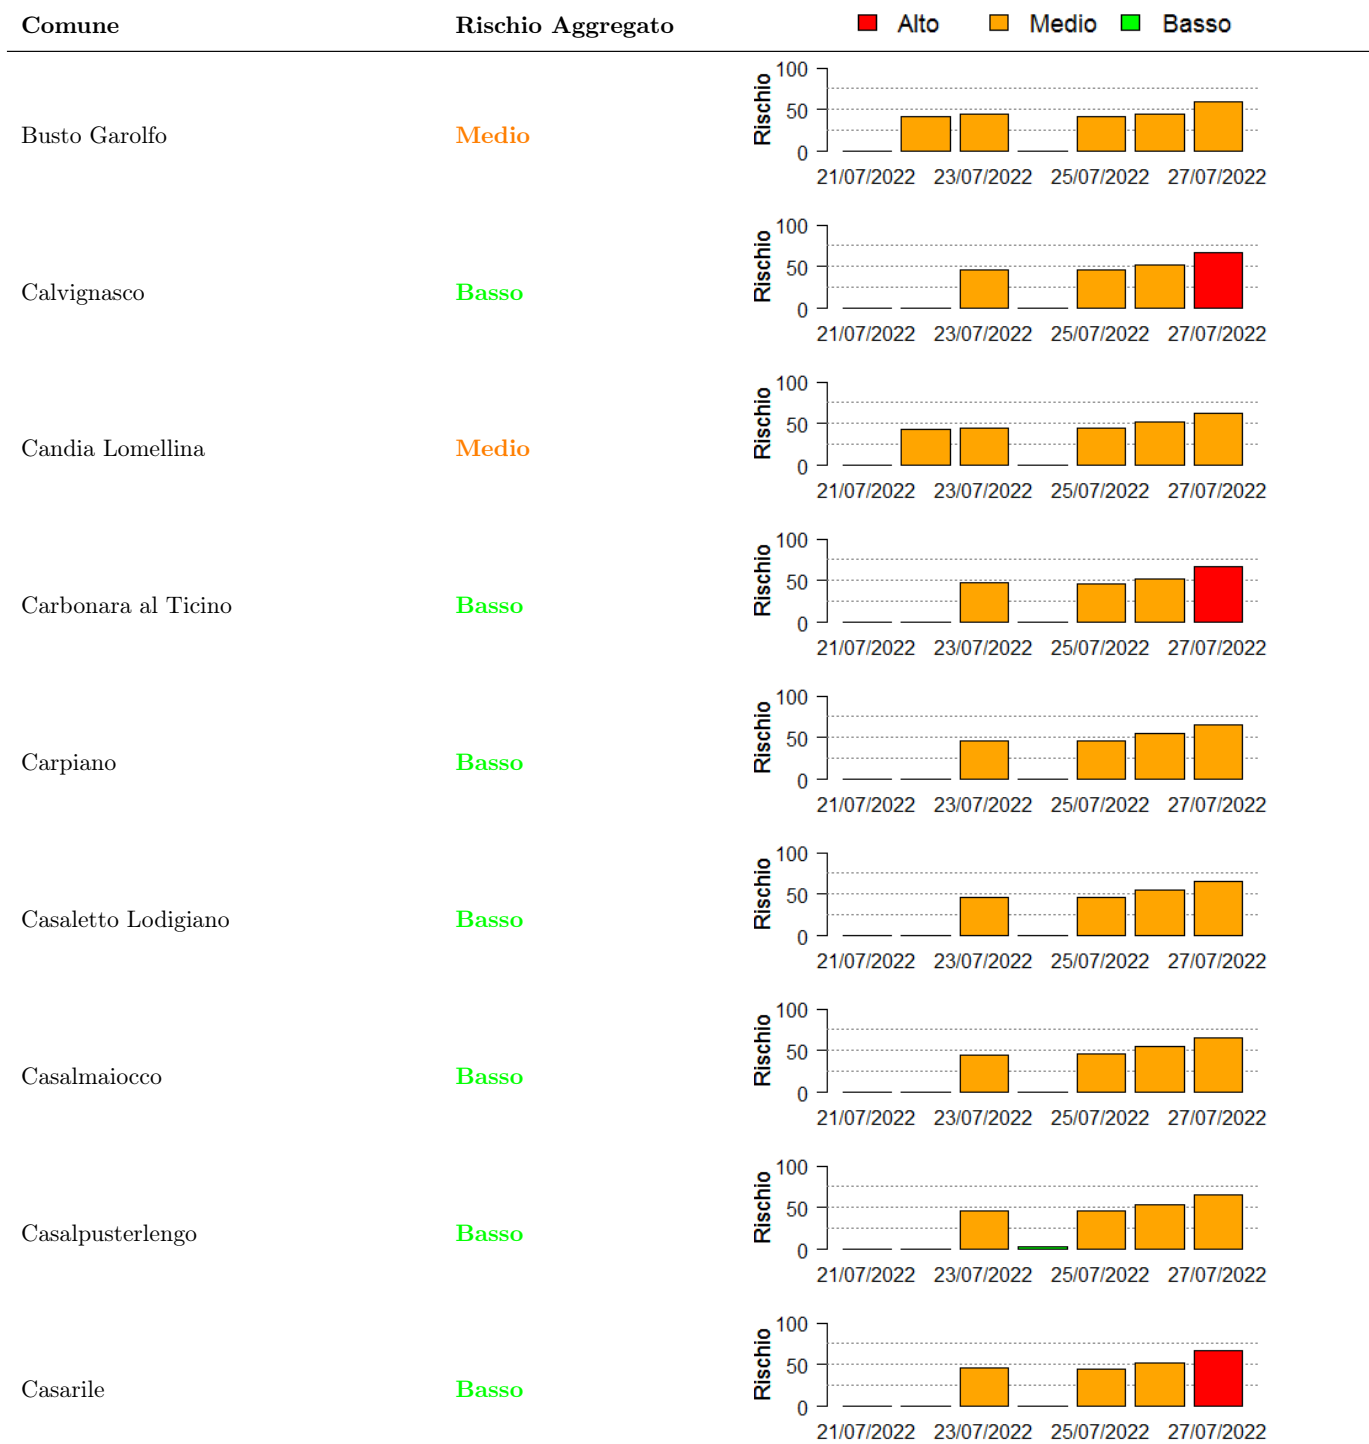 Comune Rischio Aggregato Alto Medio Basso
100
50
0
Rischio
Busto Garolfo Medio
21/07/2022 23/07/2022 25/07/2022 27/07/2022
100
50
0
Rischio
Calvignasco Basso
21/07/2022 23/07/2022 25/07/2022 27/07/2022
100
50
0
Rischio
Candia Lomellina Medio
21/07/2022 23/07/2022 25/07/2022 27/07/2022
100
50
0
Rischio
Carbonara al Ticino Basso
21/07/2022 23/07/2022 25/07/2022 27/07/2022
100
50
0
Rischio
Carpiano Basso
21/07/2022 23/07/2022 25/07/2022 27/07/2022
100
50
0
Rischio
Casaletto Lodigiano Basso
21/07/2022 23/07/2022 25/07/2022 27/07/2022
100
50
0
Rischio
Casalmaiocco Basso
21/07/2022 23/07/2022 25/07/2022 27/07/2022
100
50
0
Rischio
Casalpusterlengo Basso
21/07/2022 23/07/2022 25/07/2022 27/07/2022
100
50
0
Rischio
Casarile Basso
21/07/2022 23/07/2022 25/07/2022 27/07/2022